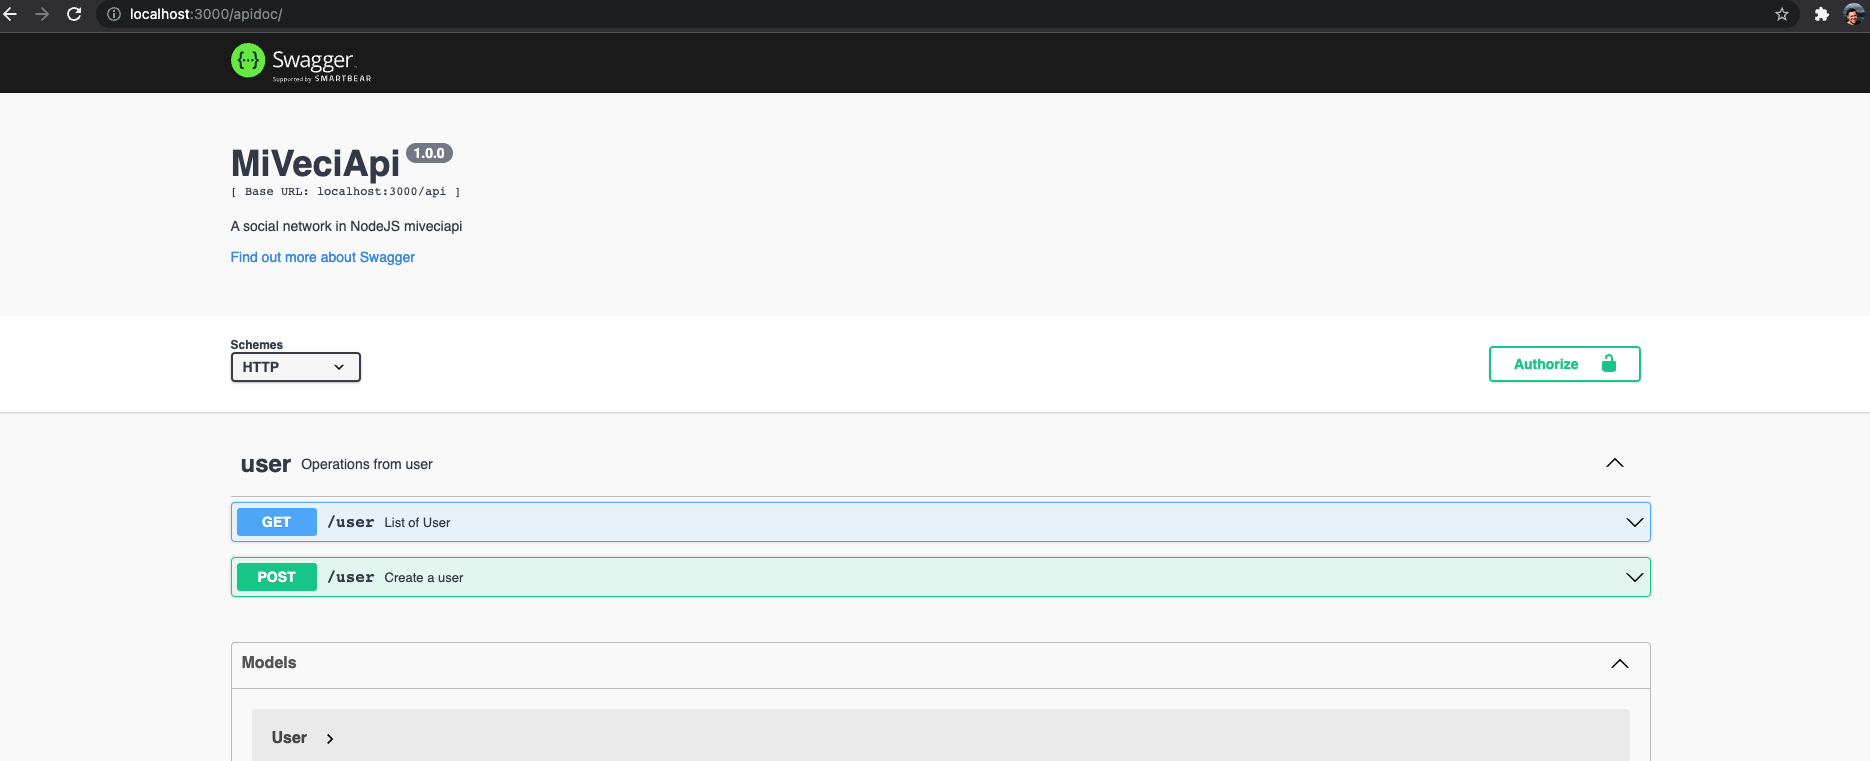 localhost:3000/apidoc/
{...} Swagger
Supported by SMARTBEAR
MiVeciApi 1.0.0
[ Base URL: localhost:3000/api ]
A social network in NodeJS miveciapi
Find out more about Swagger
Schemes
HTTP
Authorize
user Operations from user
GET /user List of User
POST /user Create a user
Models
User